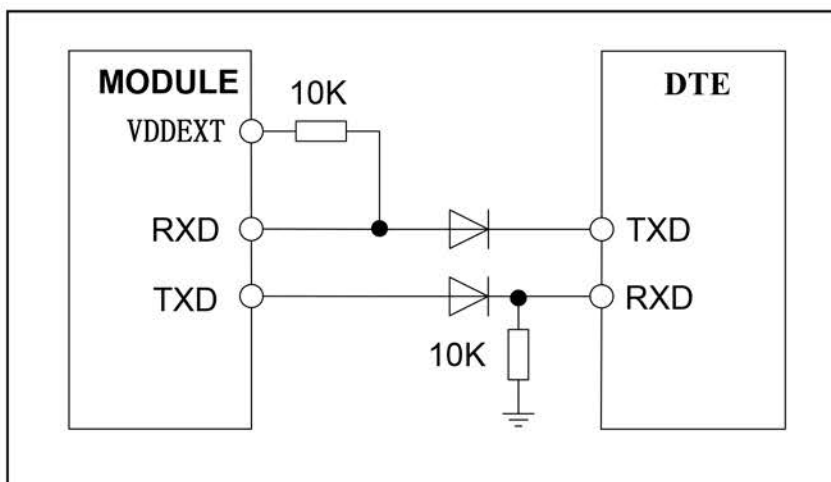 MODULE
DTE
10K
VDDEXT
RXD
TXD
TXD
RXD
10K